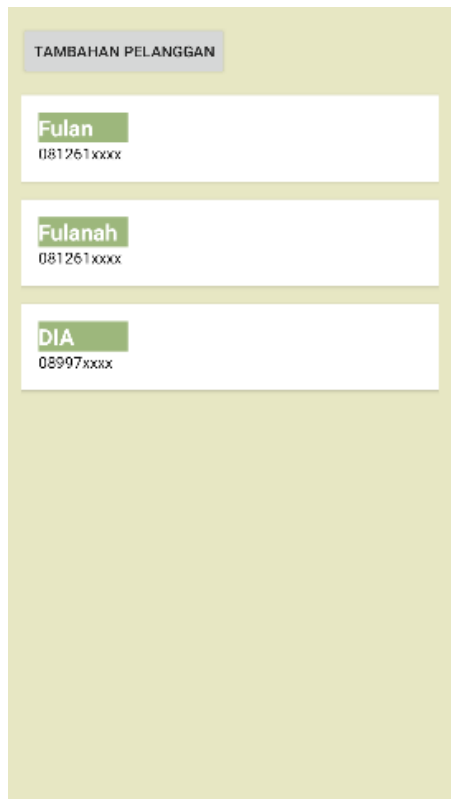 TAMBAHAN PELANGGAN
Fulan
081261xxxx
Fulanah
081261xxxx
DIA
08997xxxx